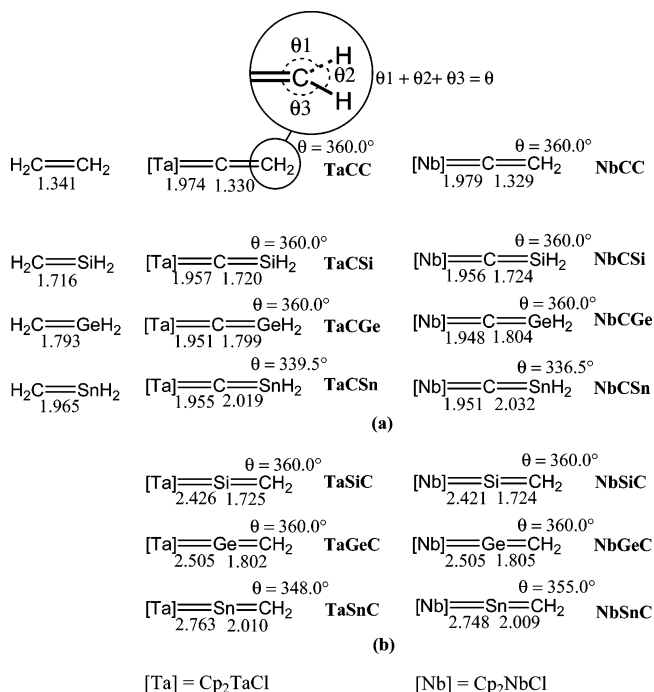 θ1 H
C θ2
θ3 H
θ1 + θ2+ θ3 = θ
H₂C CH₂
1.341
[Ta] C CH₂
1.974 1.330
θ = 360.0°
TaCC
[Nb] C CH₂
1.979 1.329
θ = 360.0°
NbCC
H₂C SiH₂
1.716
[Ta] C SiH₂
1.957 1.720
θ = 360.0°
TaCSi
[Nb] C SiH₂
1.956 1.724
θ = 360.0°
NbCSi
H₂C GeH₂
1.793
[Ta] C GeH₂
1.951 1.799
θ = 360.0°
TaCGe
[Nb] C GeH₂
1.948 1.804
θ = 360.0°
NbCGe
H₂C SnH₂
1.965
[Ta] C SnH₂
1.955 2.019
θ = 339.5°
TaCSn
[Nb] C SnH₂
1.951 2.032
θ = 336.5°
NbCSn
(a)
[Ta] Si CH₂
2.426 1.725
θ = 360.0°
TaSiC
[Nb] Si CH₂
2.421 1.724
θ = 360.0°
NbSiC
[Ta] Ge CH₂
2.505 1.802
θ = 360.0°
TaGeC
[Nb] Ge CH₂
2.505 1.805
θ = 360.0°
NbGeC
[Ta] Sn CH₂
2.763 2.010
θ = 348.0°
TaSnC
[Nb] Sn CH₂
2.748 2.009
θ = 355.0°
NbSnC
(b)
[Ta] = Cp₂TaCl
[Nb] = Cp₂NbCl